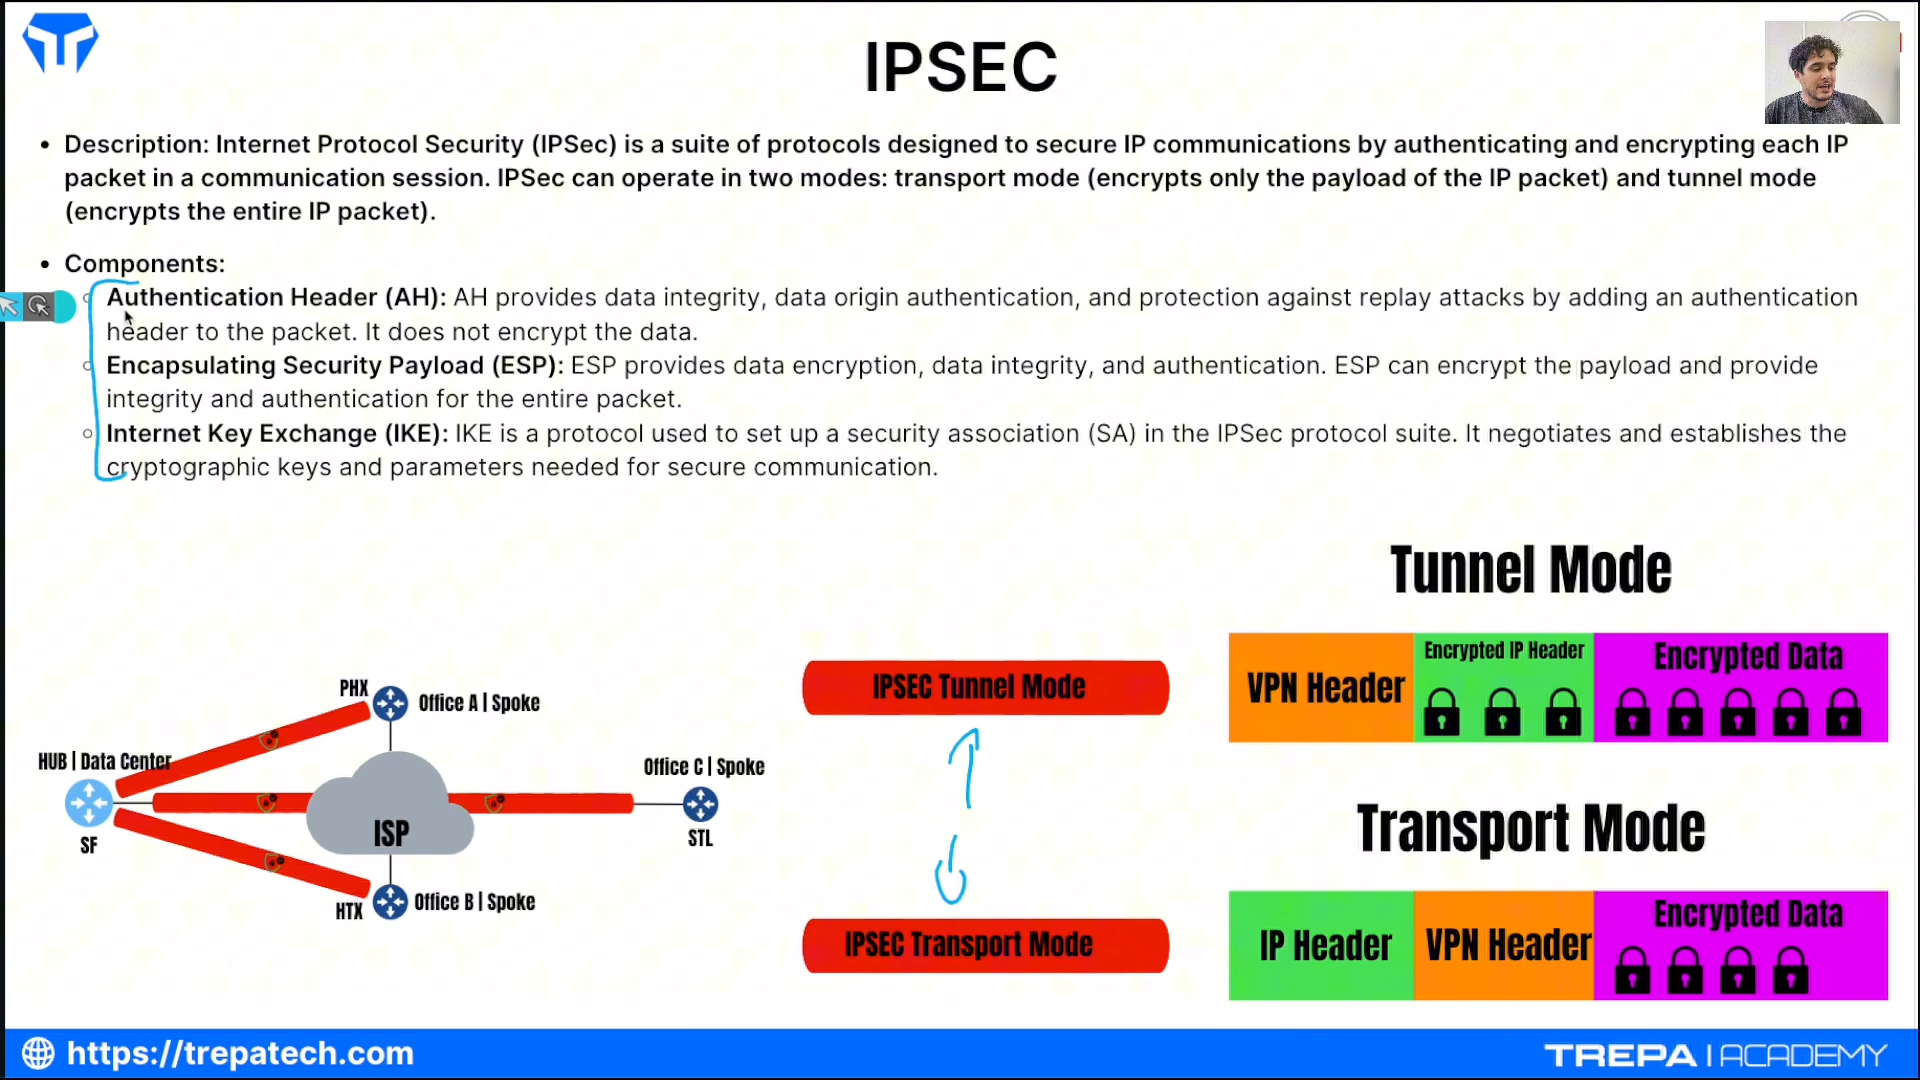 IPSEC
• Description: Internet Protocol Security (IPSec) is a suite of protocols designed to secure IP communications by authenticating and encrypting each IP
packet in a communication session. IPSec can operate in two modes: transport mode (encrypts only the payload of the IP packet) and tunnel mode
(encrypts the entire IP packet).
• Components:
○ Authentication Header (AH): AH provides data integrity, data origin authentication, and protection against replay attacks by adding an authentication
header to the packet. It does not encrypt the data.
○ Encapsulating Security Payload (ESP): ESP provides data encryption, data integrity, and authentication. ESP can encrypt the payload and provide
integrity and authentication for the entire packet.
○ Internet Key Exchange (IKE): IKE is a protocol used to set up a security association (SA) in the IPSec protocol suite. It negotiates and establishes the
cryptographic keys and parameters needed for secure communication.
PHX
Office A | Spoke
HUB | Data Center
SF
ISP
Office C | Spoke
STL
HTX
Office B | Spoke
IPSEC Tunnel Mode
IPSEC Transport Mode
Tunnel Mode
VPN Header
Encrypted IP Header
Encrypted Data
Transport Mode
IP Header
VPN Header
Encrypted Data
https://trepatech.com
TREPA | ACADEMY